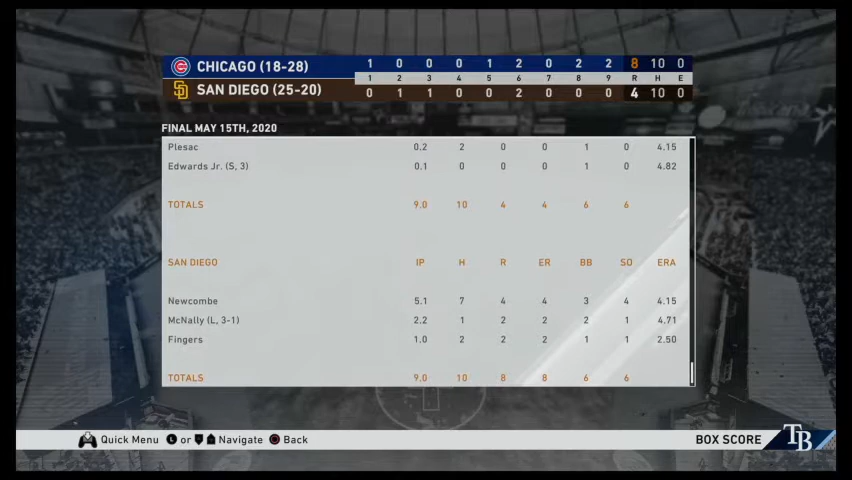 CHICAGO (18-28) 1 0 0 0 1 2 0 2 2 8 10 0
1 2 3 4 5 6 7 8 9 R H E
SAN DIEGO (25-20) 0 1 1 0 0 2 0 0 0 4 10 0
FINAL MAY 15TH, 2020
Plesac 0.2 2 0 0 1 0 4.15
Edwards Jr. (S, 3) 0.1 0 0 0 1 0 4.82
TOTALS 9.0 10 4 4 6 6
SAN DIEGO IP H R ER BB SO ERA
Newcombe 5.1 7 4 4 3 4 4.15
McNally (L, 3-1) 2.2 1 2 2 2 1 4.71
Fingers 1.0 2 2 2 1 1 2.50
TOTALS 9.0 10 8 8 6 6
Quick Menu L or Navigate Back
BOX SCORE TB